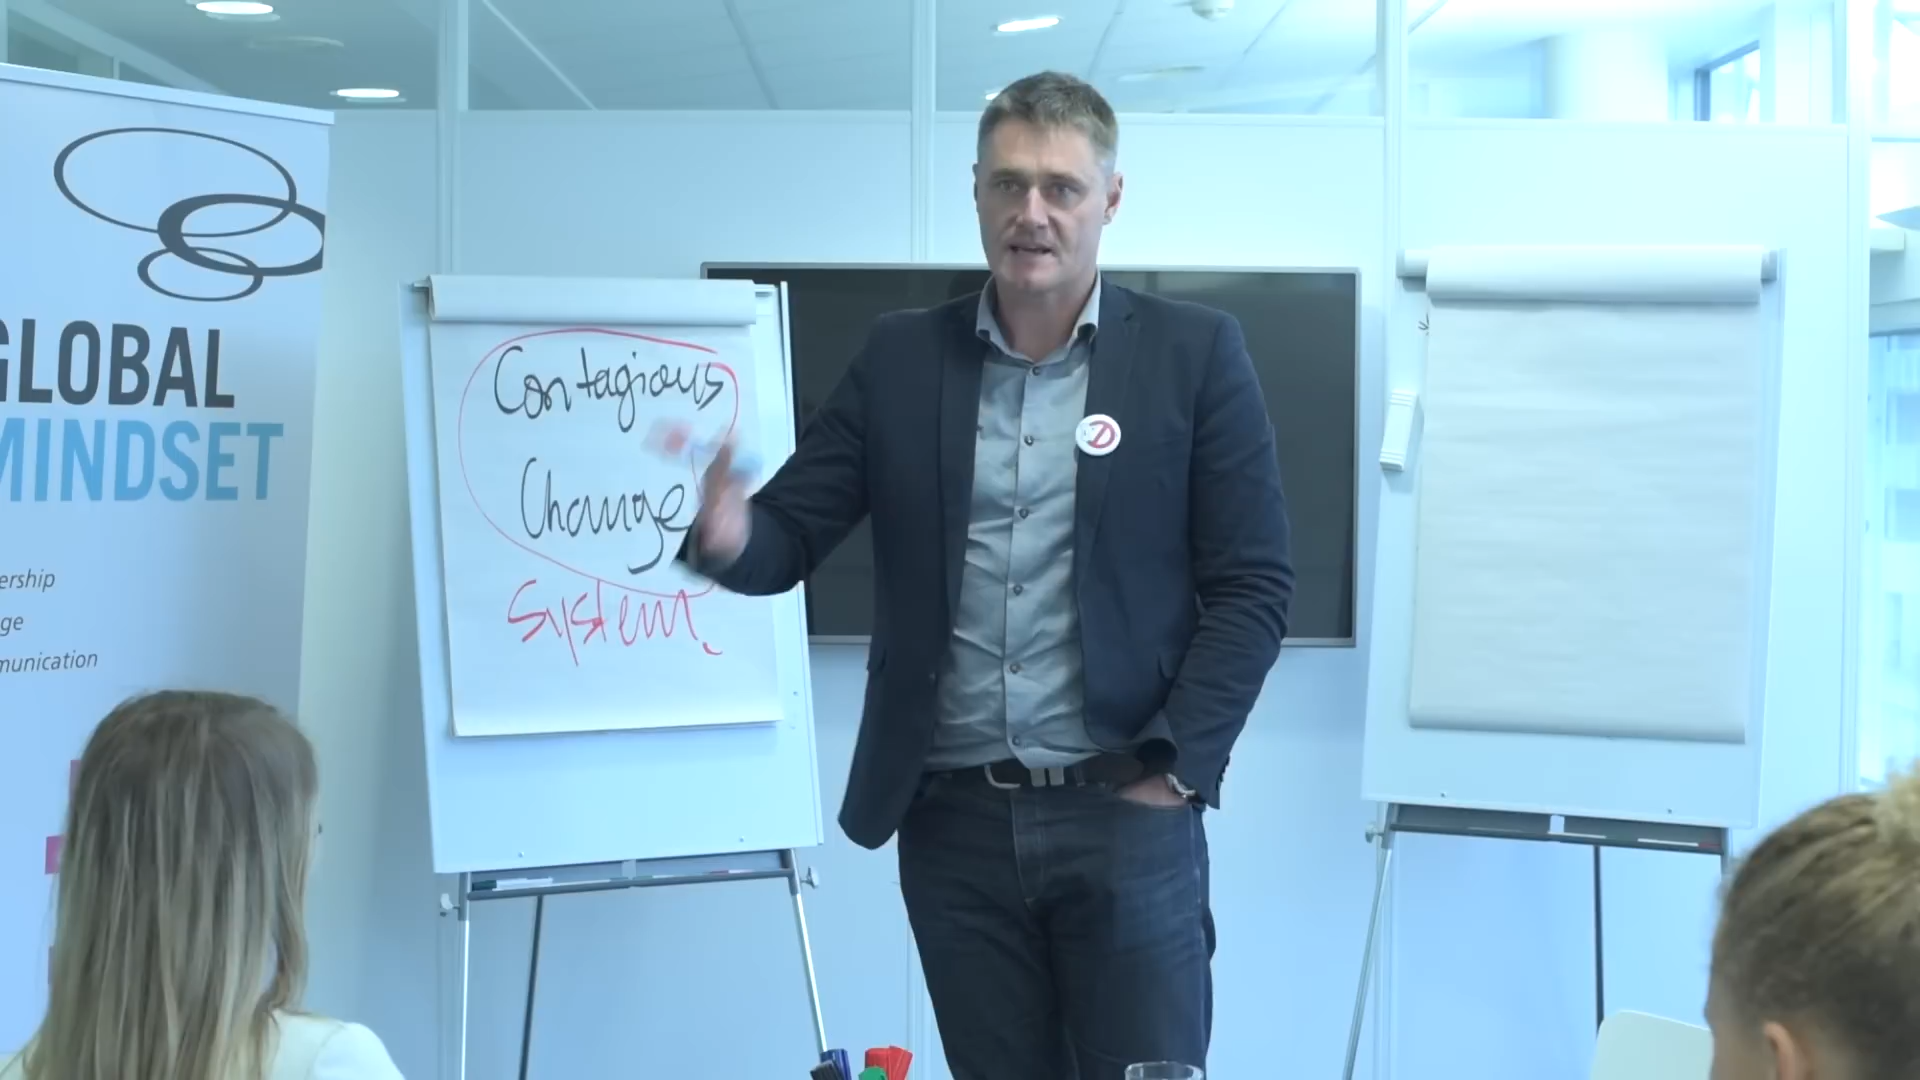 GLOBAL
MINDSET
ership
ge
munication
Contagious
Change
System.